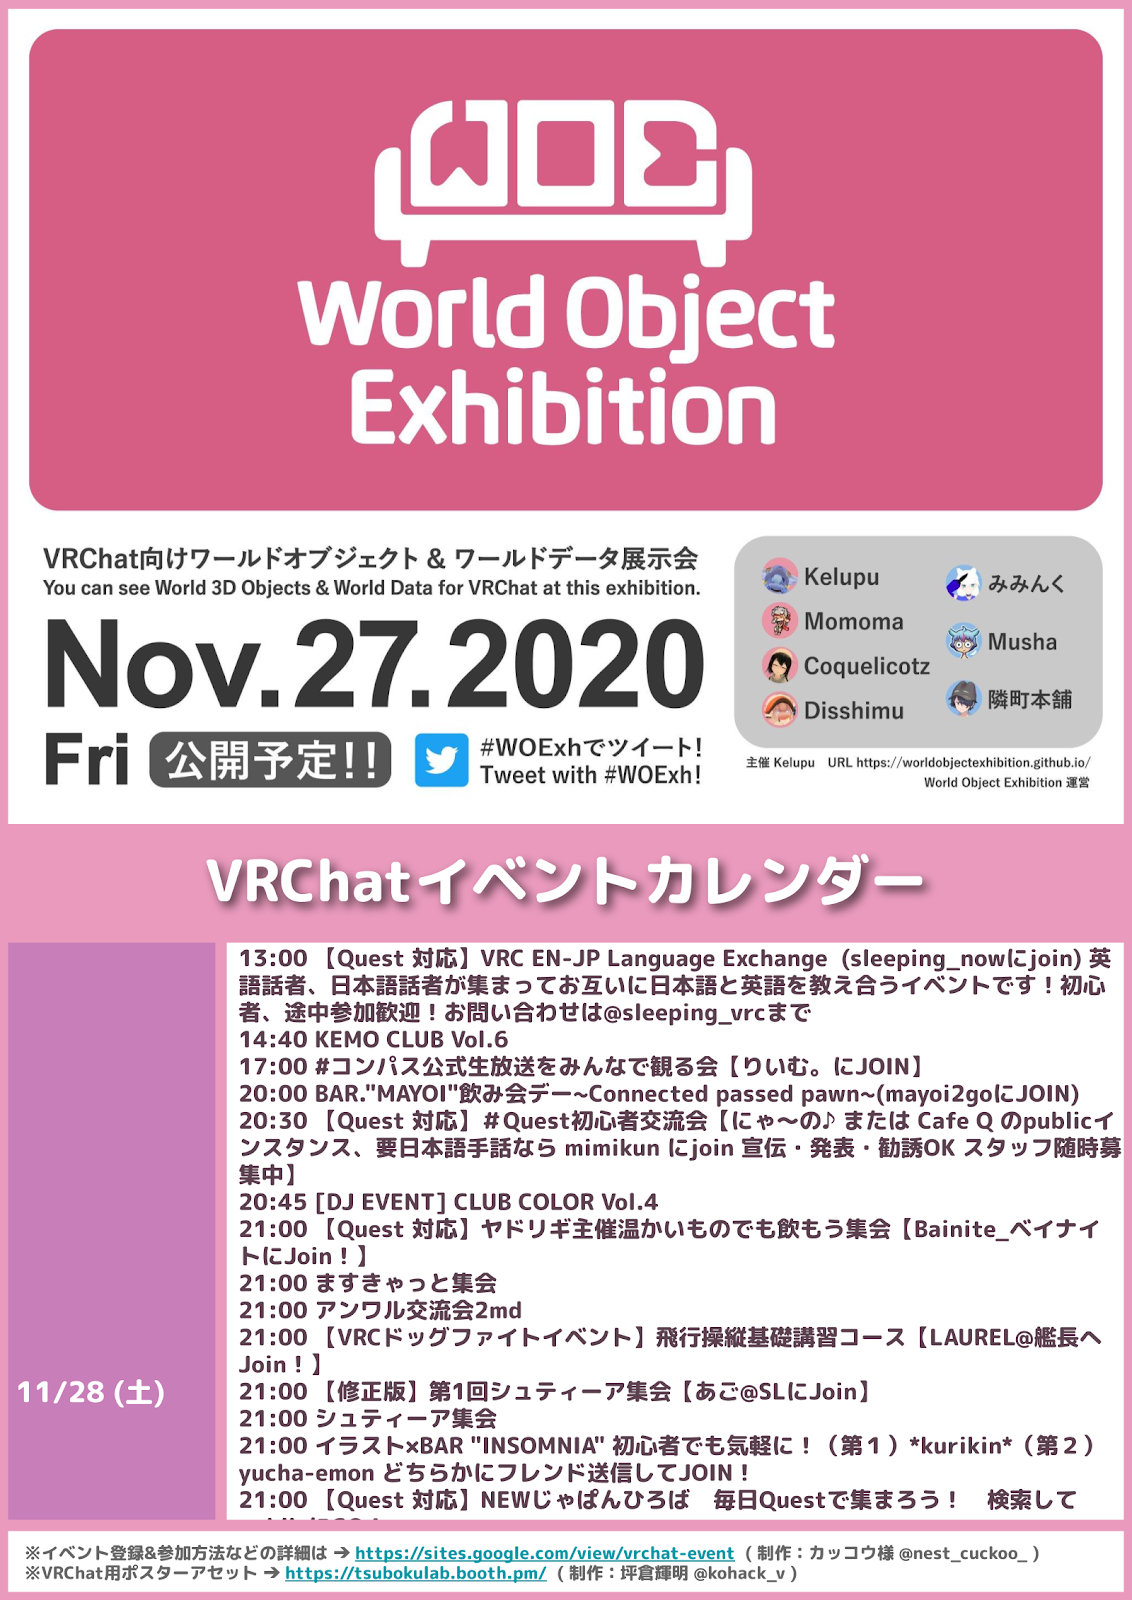 WOE
World Object
Exhibition
VRChat向けワールドオブジェクト & ワールドデータ展示会
You can see World 3D Objects & World Data for VRChat at this exhibition.
Nov.27.2020
Fri 公開予定!!
#WOExhでツイート!
Tweet with #WOExh!
Kelupu
Momoma
Coquelicotz
Disshimu
みみんく
Musha
隣町本舗
主催 Kelupu URL https://worldobjectexhibition.github.io/
World Object Exhibition 運営
VRChatイベントカレンダー
11/28 (土)
13:00 【Quest 対応】VRC EN-JP Language Exchange (sleeping_nowにjoin) 英
語話者、日本語話者が集まってお互いに日本語と英語を教え合うイベントです！初心
者、途中参加歓迎！お問い合わせは@sleeping_vrcまで
14:40 KEMO CLUB Vol.6
17:00 #コンパス公式生放送をみんなで観る会【りいむ。にJOIN】
20:00 BAR."MAYOI"飲み会デー~Connected passed pawn~(mayoi2goにJOIN)
20:30 【Quest 対応】＃Quest初心者交流会【にゃ〜の♪ または Cafe Q のpublicイ
ンスタンス、要日本語手話なら mimikun にjoin 宣伝・発表・勧誘OK スタッフ随時募
集中】
20:45 [DJ EVENT] CLUB COLOR Vol.4
21:00 【Quest 対応】ヤドリギ主催温かいものでも飲もう集会【Bainite_ベイナイ
トにJoin！】
21:00 ますきゃっと集会
21:00 アンワル交流会2md
21:00 【VRCドッグファイトイベント】飛行操縦基礎講習コース【LAUREL@艦長へ
Join！】
21:00 【修正版】第1回シュティーア集会【あご@SLにJoin】
21:00 シュティーア集会
21:00 イラスト×BAR "INSOMNIA" 初心者でも気軽に！（第１）*kurikin*（第２）
yucha-emon どちらかにフレンド送信してJOIN！
21:00 【Quest 対応】NEWじゃぱんひろば　毎日Questで集まろう！　検索して
※イベント登録&参加方法などの詳細は ➔ https://sites.google.com/view/vrchat-event ( 制作：カッコウ様 @nest_cuckoo_ )
※VRChat用ポスターアセット ➔ https://tsubokulab.booth.pm/ ( 制作：坪倉輝明 @kohack_v )